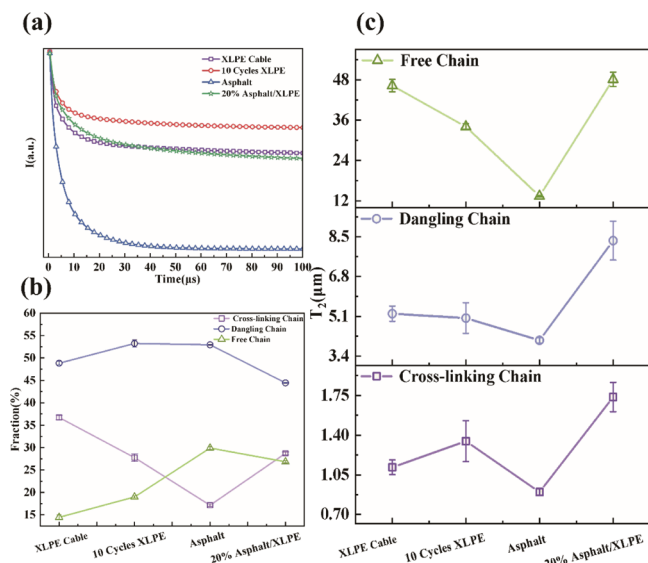 (a)
XLPE Cable
10 Cycles XLPE
Asphalt
20% Asphalt/XLPE
I(a.u.)
0 10 20 30 40 50 60 70 80 90 100
Time(μs)
(b)
Cross-linking Chain
Dangling Chain
Free Chain
60
55
50
45
40
35
30
25
20
15
Fraction(%)
XLPE Cable
10 Cycles XLPE
Asphalt
20% Asphalt/XLPE
(c)
Free Chain
48
36
24
12
Dangling Chain
8.5
6.8
5.1
3.4
T2(μm)
Cross-linking Chain
1.75
1.40
1.05
0.70
XLPE Cable
10 Cycles XLPE
Asphalt
20% Asphalt/XLPE